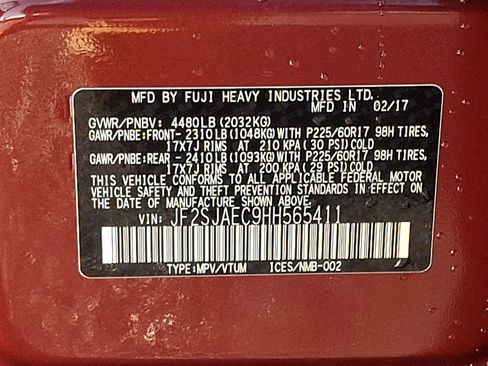 MFD BY FUJI HEAVY INDUSTRIES LTD.
MFD IN 02/17
GVWR/PNBV: 4480LB (2032KG)
GAWR/PNBE:FRONT- 2310LB(1048KG)WITH P225/60R17 98H TIRES,
17X7J RIMS AT 210 KPA( 30 PSI)COLD
GAWR/PNBE:REAR - 2410LB(1093KG)WITH P225/60R17 98H TIRES,
17X7J RIMS AT 200 KPA( 29 PSI)COLD
THIS VEHICLE CONFORMS TO ALL APPLICABLE FEDERAL MOTOR
VEHICLE SAFETY AND BUMPER STANDARDS IN EFFECT ON
THE DATE OF MANUFACTURE SHOWN ABOVE.
VIN: JF2SJAEC9HH565411
TYPE:MPV/VTUM ICES/NMB-002